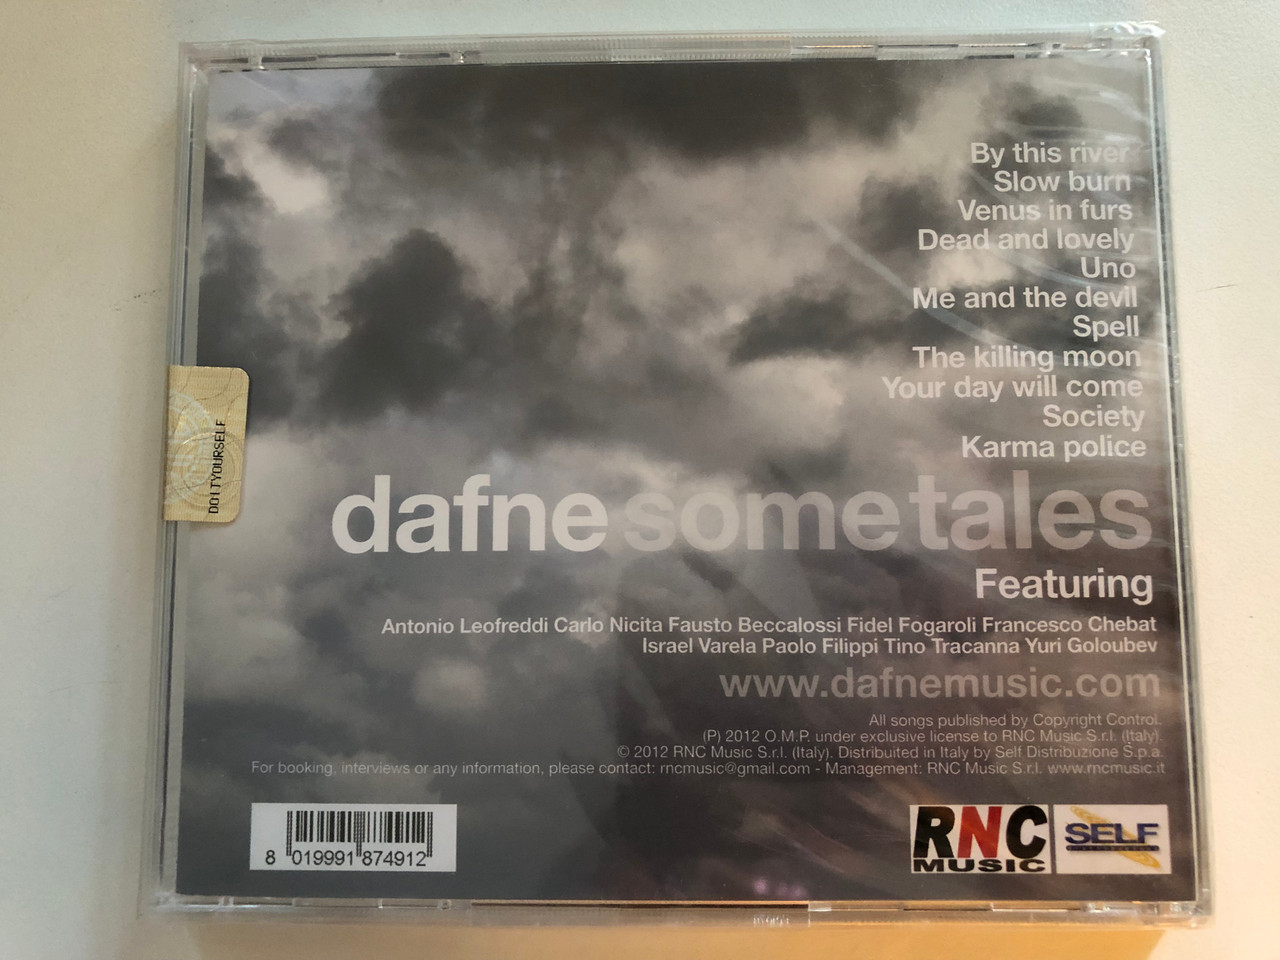 By this river
Slow burn
Venus in furs
Dead and lovely
Uno
Me and the devil
Spell
The killing moon
Your day will come
Society
Karma police
dafne sometales
Featuring
Antonio Leofreddi Carlo Nicita Fausto Beccalossi Fidel Fogaroli Francesco Chebat
Israel Varela Paolo Filippi Tino Tracanna Yuri Goloubev
www.dafnemusic.com
All songs published by Copyright Control.
(P) 2012 O.M.P. under exclusive license to RNC Music S.r.l. (Italy).
© 2012 RNC Music S.r.l. (Italy). Distribuited in Italy by Self Distribuzione S.p.a.
For booking, interviews or any information, please contact: rncmusic@gmail.com - Management: RNC Music S.r.l. www.rncmusic.it
DOITYOURSELF
8 019991 874912
RNC
MUSIC
SELF